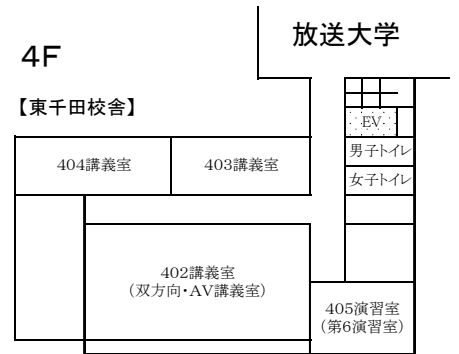 放送大学
4F
【東千田校舎】
EV
男子トイレ
404講義室
403講義室
女子トイレ
402講義室
（双方向・AV講義室）
405演習室
（第6演習室）